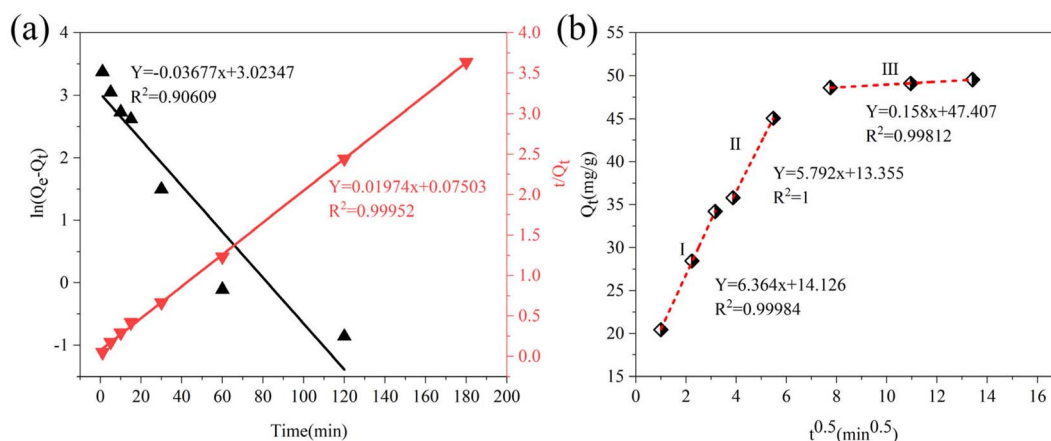 (a)
ln(Qe-Qt)
4
3
2
1
0
-1
Y=-0.03677x+3.02347
R²=0.90609
Y=0.01974x+0.07503
R²=0.99952
4.0
3.5
3.0
2.5
2.0
1.5
1.0
0.5
0.0
t/Qt
0 20 40 60 80 100 120 140 160 180 200
Time(min)
(b)
Qt(mg/g)
55
50
45
40
35
30
25
20
15
III
Y=0.158x+47.407
R²=0.99812
II
Y=5.792x+13.355
R²=1
I
Y=6.364x+14.126
R²=0.99984
0 2 4 6 8 10 12 14 16
t⁰·⁵(min⁰·⁵)